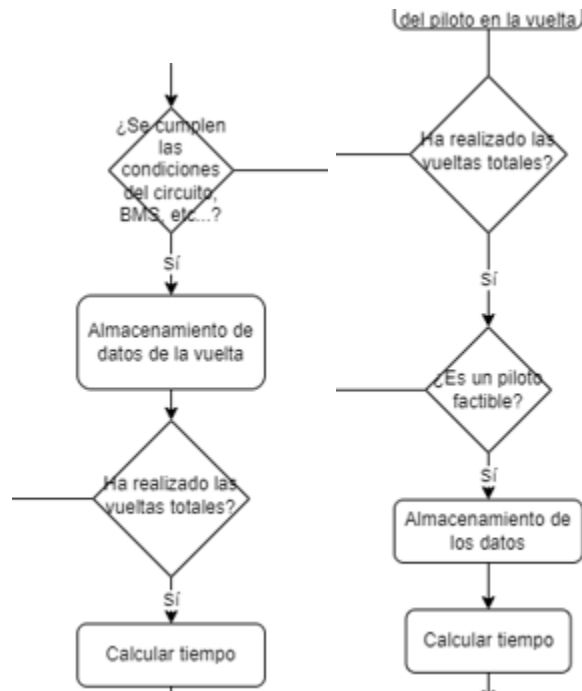 ¿Se cumplen
las
condiciones
del circuito,
BMS, etc...?
Sí
Almacenamiento de
datos de la vuelta
Ha realizado las
vueltas totales?
Sí
Calcular tiempo
del piloto en la vuelta
Ha realizado las
vueltas totales?
Sí
¿Es un piloto
factible?
Sí
Almacenamiento de
los datos
Calcular tiempo